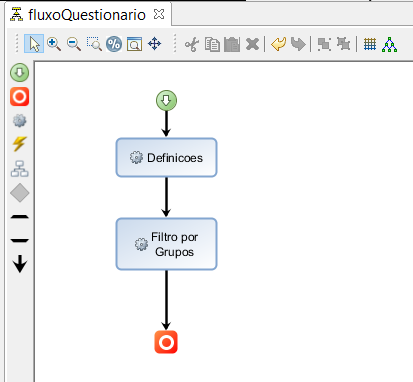 fluxoQuestionario
Definicoes
Filtro por
Grupos